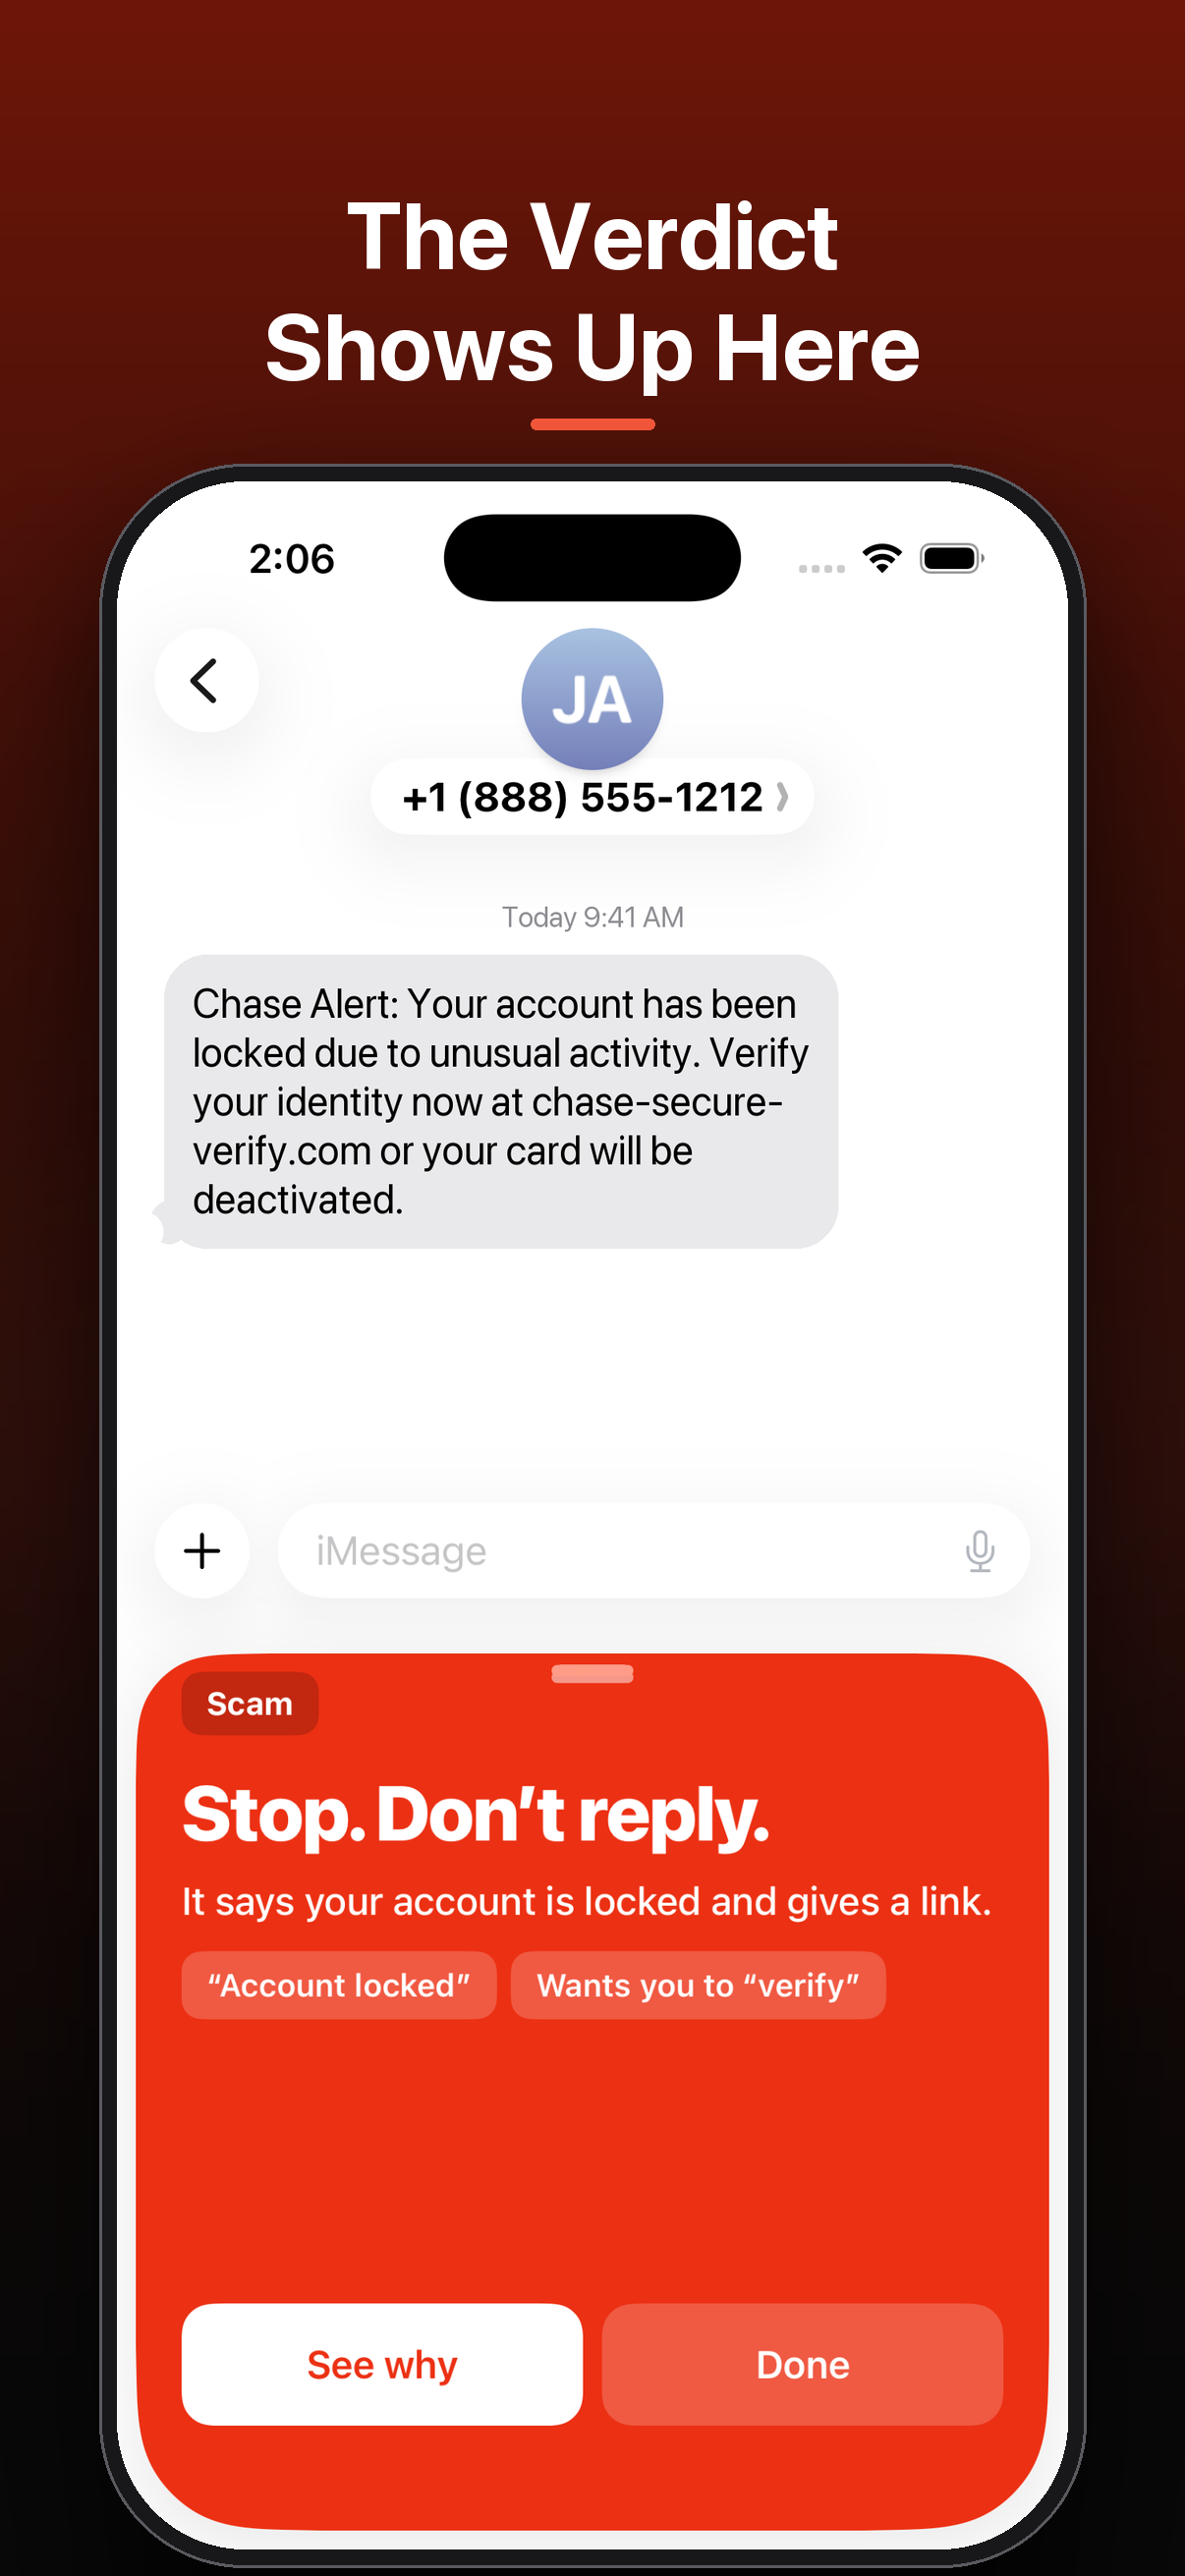 The Verdict
Shows Up Here
2:06
JA
+1 (888) 555-1212
Today 9:41 AM
Chase Alert: Your account has been
locked due to unusual activity. Verify
your identity now at chase-secure-
verify.com or your card will be
deactivated.
iMessage
Scam
Stop. Don’t reply.
It says your account is locked and gives a link.
“Account locked” Wants you to “verify”
See why Done